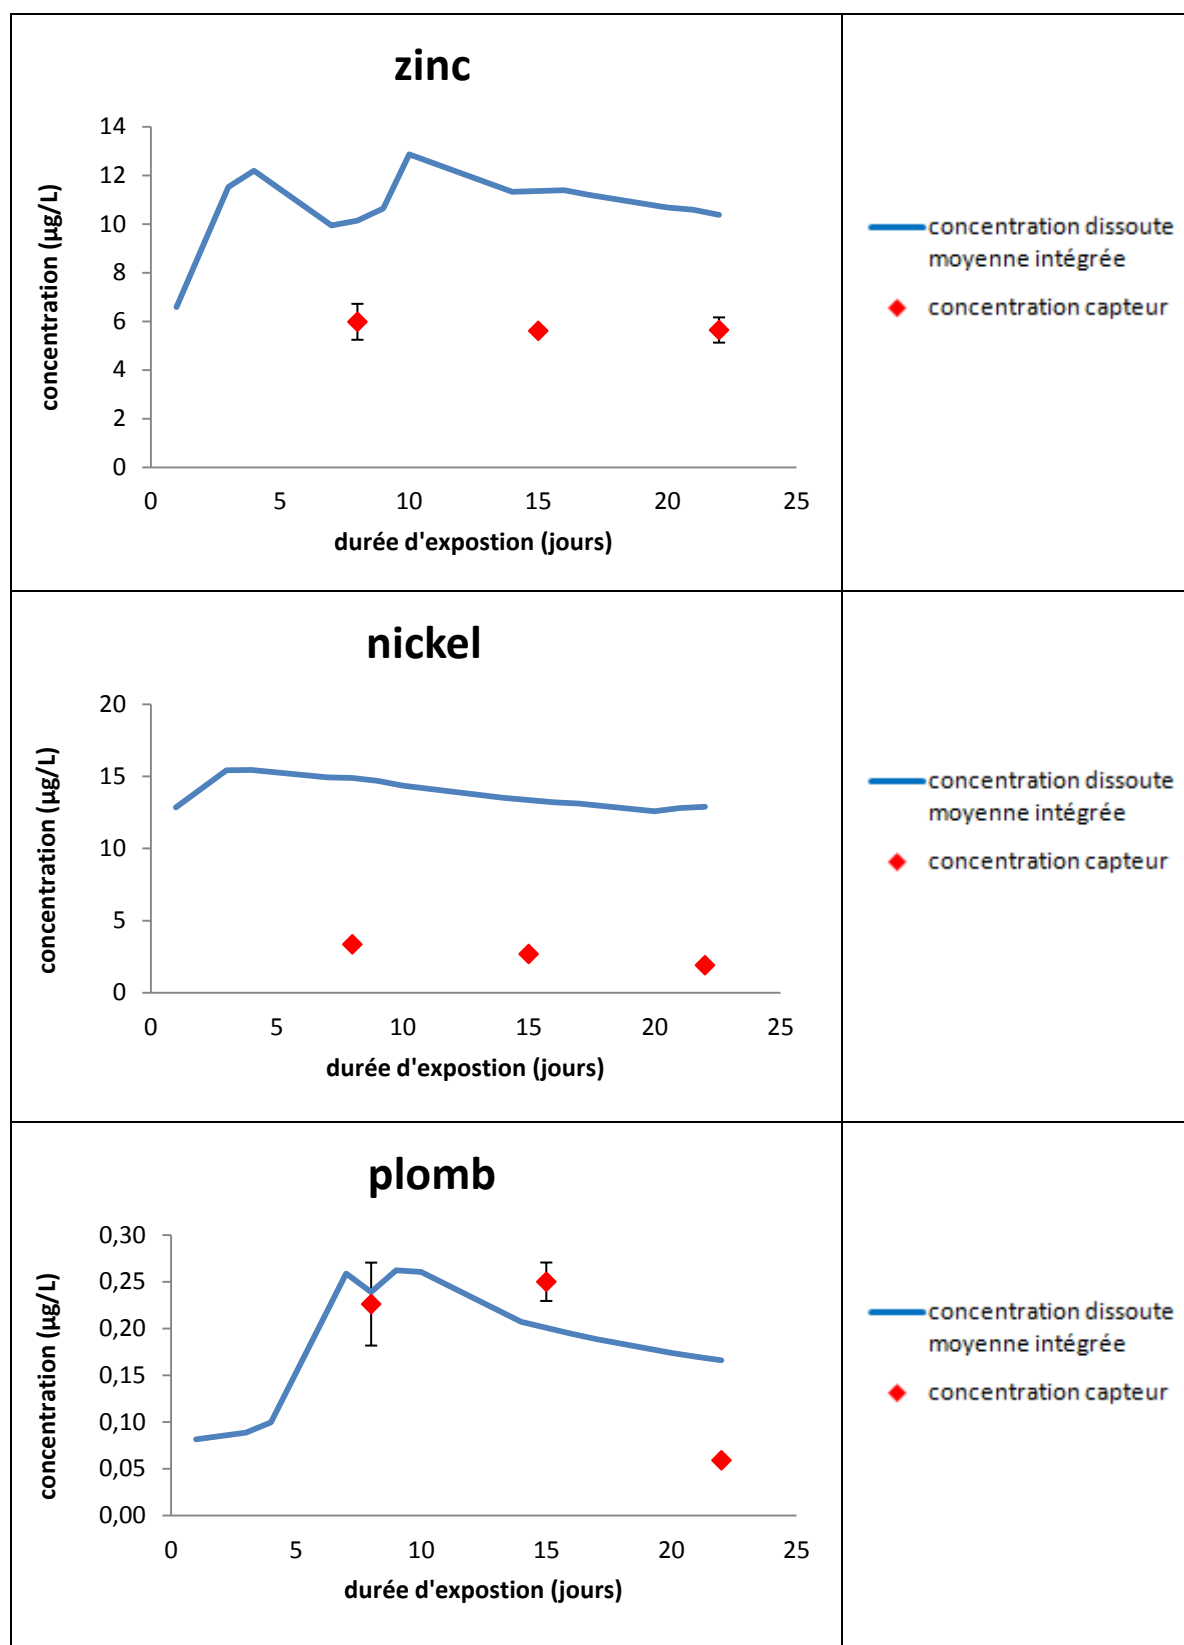 zinc
14
12
10
8
6
4
2
0
concentration (µg/L)
0 5 10 15 20 25
durée d'expostion (jours)
concentration dissoute
moyenne intégrée
concentration capteur
nickel
20
15
10
5
0
concentration (µg/L)
0 5 10 15 20 25
durée d'expostion (jours)
concentration dissoute
moyenne intégrée
concentration capteur
plomb
0,30
0,25
0,20
0,15
0,10
0,05
0,00
concentration (µg/L)
0 5 10 15 20 25
durée d'expostion (jours)
concentration dissoute
moyenne intégrée
concentration capteur